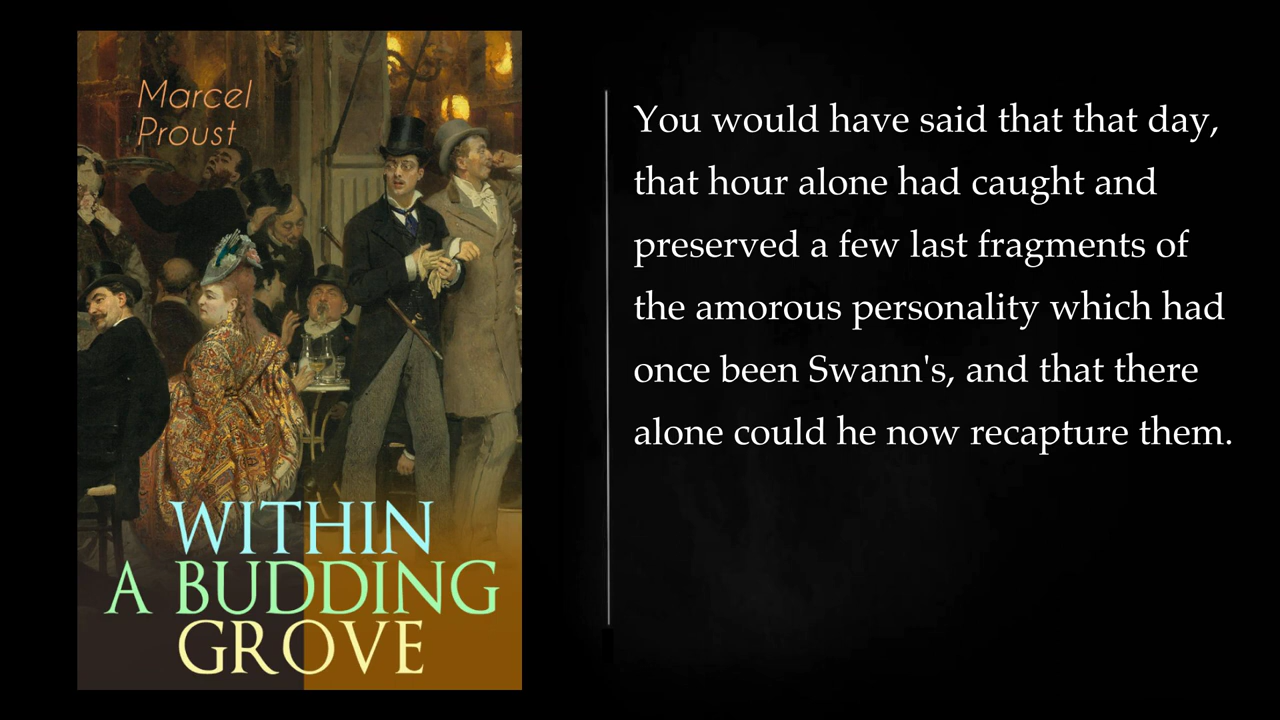 Marcel
Proust
WITHIN
A BUDDING
GROVE
You would have said that that day,
that hour alone had caught and
preserved a few last fragments of
the amorous personality which had
once been Swann's, and that there
alone could he now recapture them.